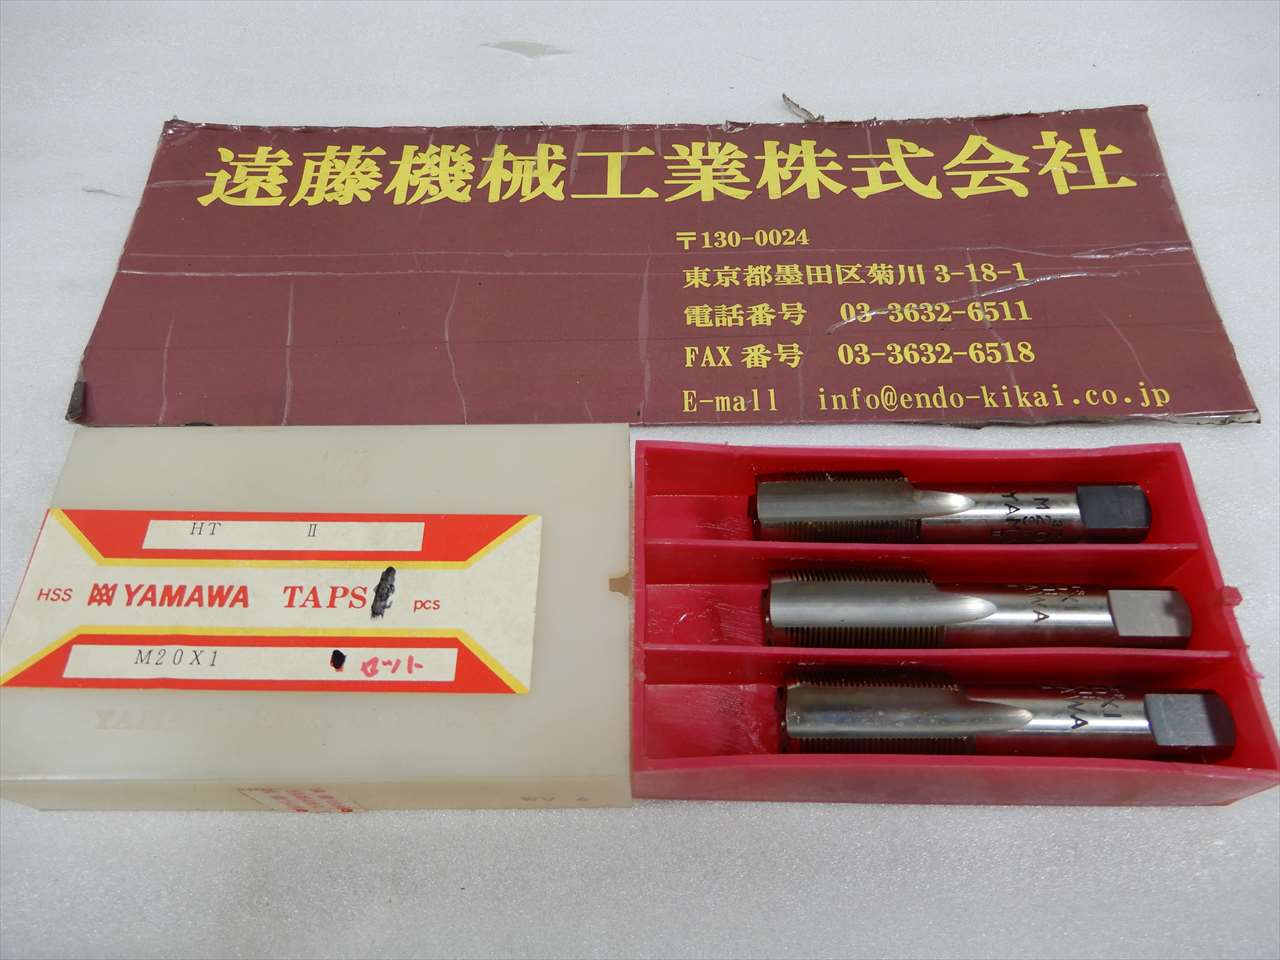 遠藤機械工業株式会社
〒130-0024
東京都墨田区菊川 3-18-1
電話番号 03-3632-6511
FAX 番号 03-3632-6518
E-mall info@endo-kikai.co.jp
HT II
HSS YAMAWA TAPS pcs
M20X1 セット